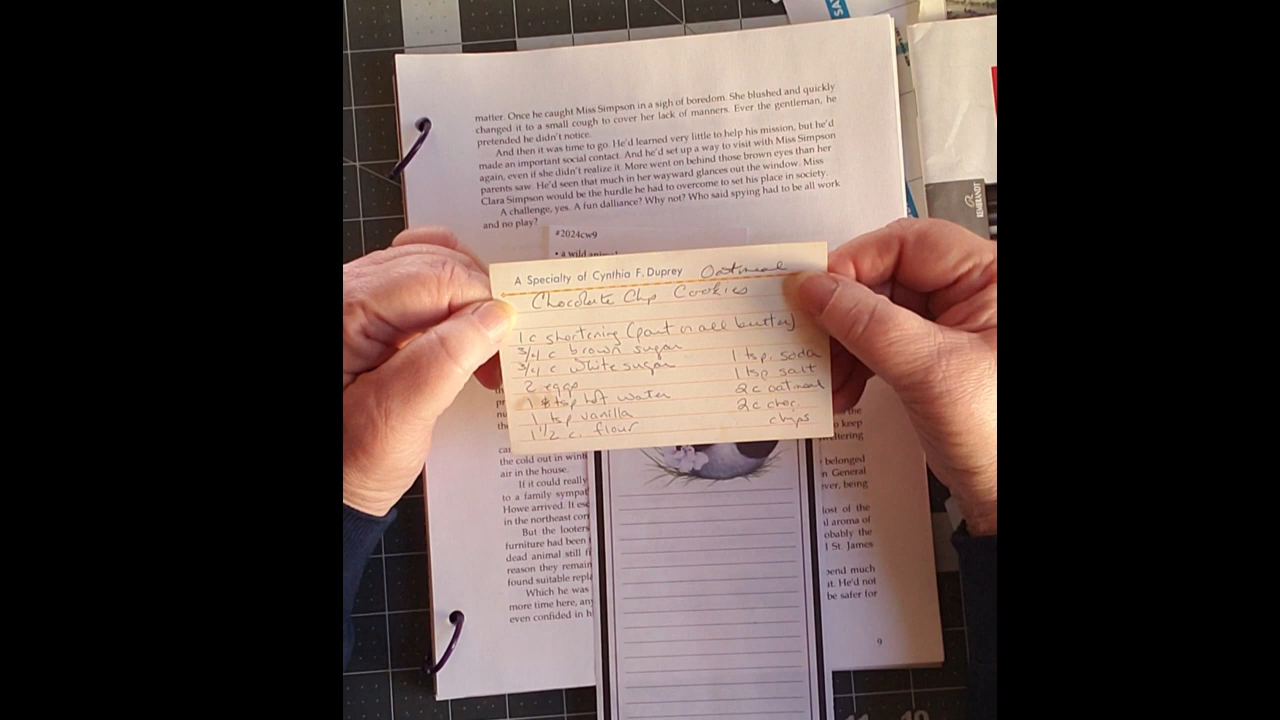 SA
REMBRANDT
matter. Once he caught Miss Simpson in a sigh of boredom. She blushed and quickly
changed it to a small cough to cover her lack of manners. Ever the gentleman, he
pretended he didn't notice.
And then it was time to go. He'd learned very little to help his mission, but he'd
made an important social contact. And he'd set up a way to visit with Miss Simpson
again, even if she didn't realize it. More went on behind those brown eyes than her
parents saw. He'd seen that much in her wayward glances out the window. Miss
Clara Simpson would be the hurdle he had to overcome to set his place in society.
A challenge, yes. A fun dalliance? Why not? Who said spying had to be all work
and no play?
#2024cw9
• a wild
A Specialty of Cynthia F. Duprey Oatmeal
Chocolate Chip Cookies
1 c shortening (part or all butter)
3/4 c brown sugar
3/4 c white sugar
2 eggs
1 tsp hot water
1 tsp vanilla
1 1/2 c. flour
1 tsp. soda
1 tsp salt
2 c oatmeal
2 c choc.
chips
the cold out in
air in the house.
If it could really
to a family
Howe arrived. It
in the northeast
But the looters
furniture had been
dead animal still
reason they
found suitable
Which he was
more time here,
even confided in
the
keep
belonged
General
being
of the
aroma of
the
St. James
much
it. He'd not
be safer for
9
11 10